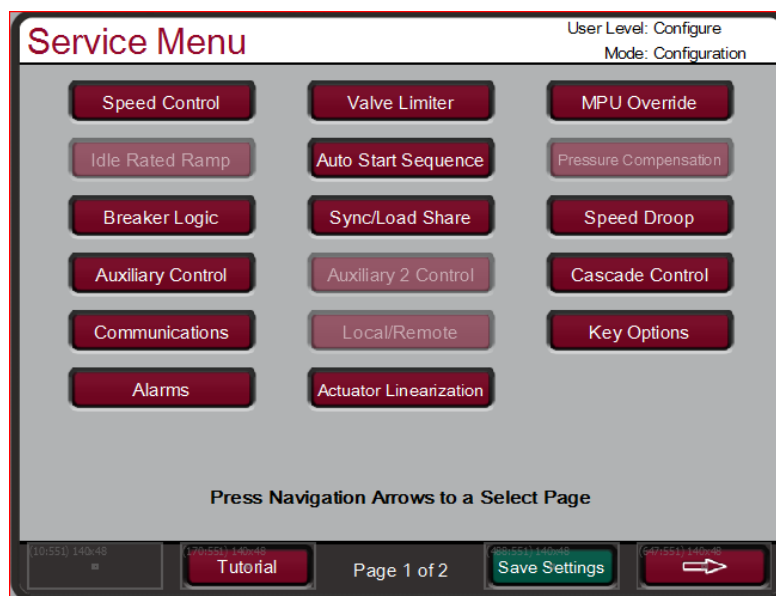 Service Menu
User Level: Configure
Mode: Configuration
Speed Control
Valve Limiter
MPU Override
Idle Rated Ramp
Auto Start Sequence
Pressure Compensation
Breaker Logic
Sync/Load Share
Speed Droop
Auxiliary Control
Auxiliary 2 Control
Cascade Control
Communications
Local/Remote
Key Options
Alarms
Actuator Linearization
Press Navigation Arrows to a Select Page
(10:551) 140x48
(170:551) 140x48
Tutorial
Page 1 of 2
(488:551) 140x48
Save Settings
(647:551) 140x48